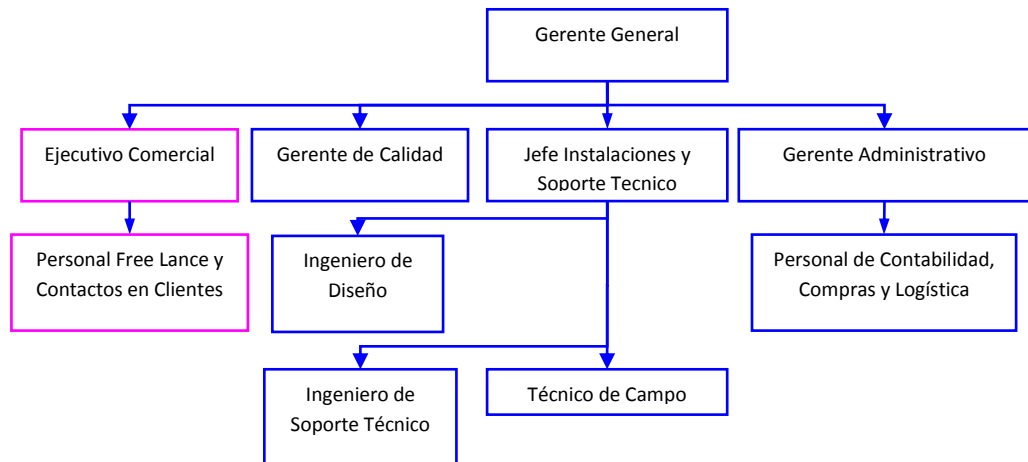 Gerente General
Ejecutivo Comercial
Gerente de Calidad
Jefe Instalaciones y
Soporte Tecnico
Gerente Administrativo
Personal Free Lance y
Contactos en Clientes
Ingeniero de
Diseño
Personal de Contabilidad,
Compras y Logística
Ingeniero de
Soporte Técnico
Técnico de Campo